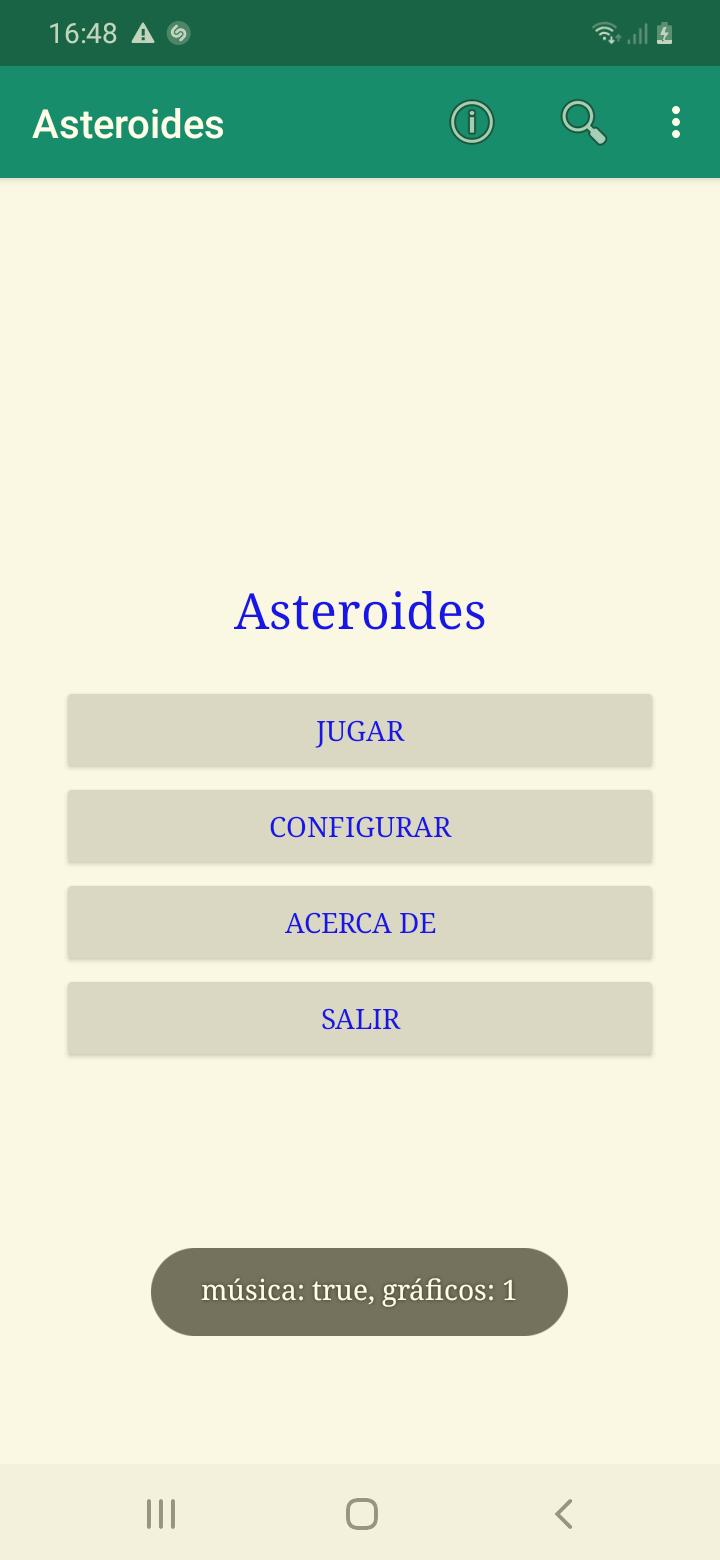 16:48
Asteroides
Asteroides
JUGAR
CONFIGURAR
ACERCA DE
SALIR
música: true, gráficos: 1